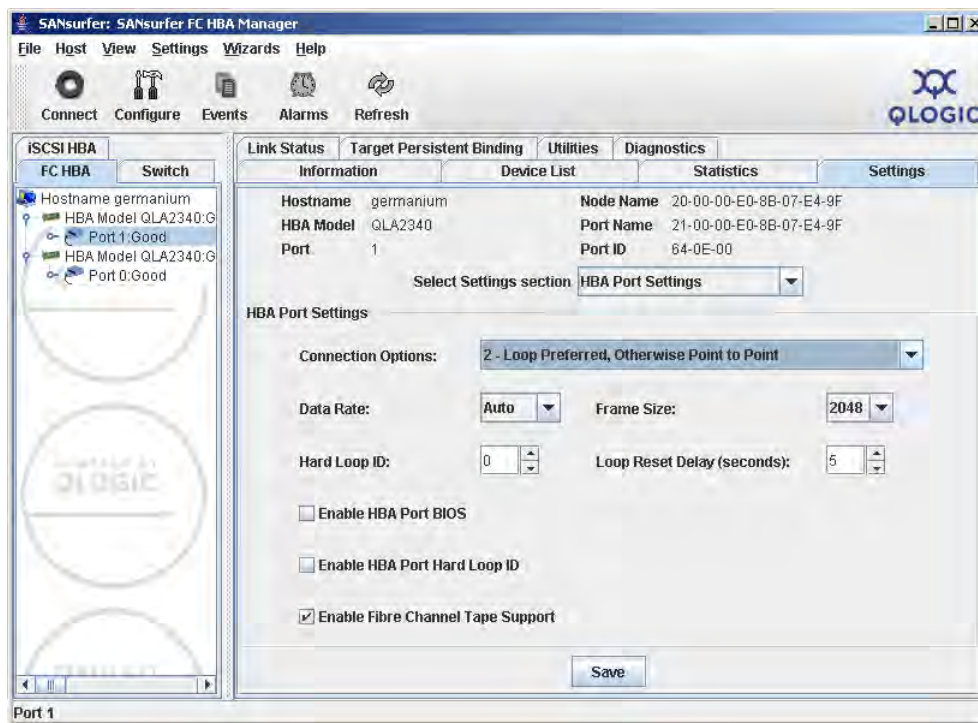 SANsurfer: SANsurfer FC HBA Manager
File Host View Settings Wizards Help
Connect Configure Events Alarms Refresh
QLOGIC
iSCSI HBA
FC HBA Switch
Hostname germanium
HBA Model QLA2340:G
Port 1:Good
HBA Model QLA2340:G
Port 0:Good
Link Status Target Persistent Binding Utilities Diagnostics
Information Device List Statistics Settings
Hostname germanium Node Name 20-00-00-E0-8B-07-E4-9F
HBA Model QLA2340 Port Name 21-00-00-E0-8B-07-E4-9F
Port 1 Port ID 64-0E-00
Select Settings section HBA Port Settings
HBA Port Settings
Connection Options: 2 - Loop Preferred, Otherwise Point to Point
Data Rate: Auto Frame Size: 2048
Hard Loop ID: 0 Loop Reset Delay (seconds): 5
Enable HBA Port BIOS
Enable HBA Port Hard Loop ID
Enable Fibre Channel Tape Support
Save
POWERED BY
QLOGIC
Port 1